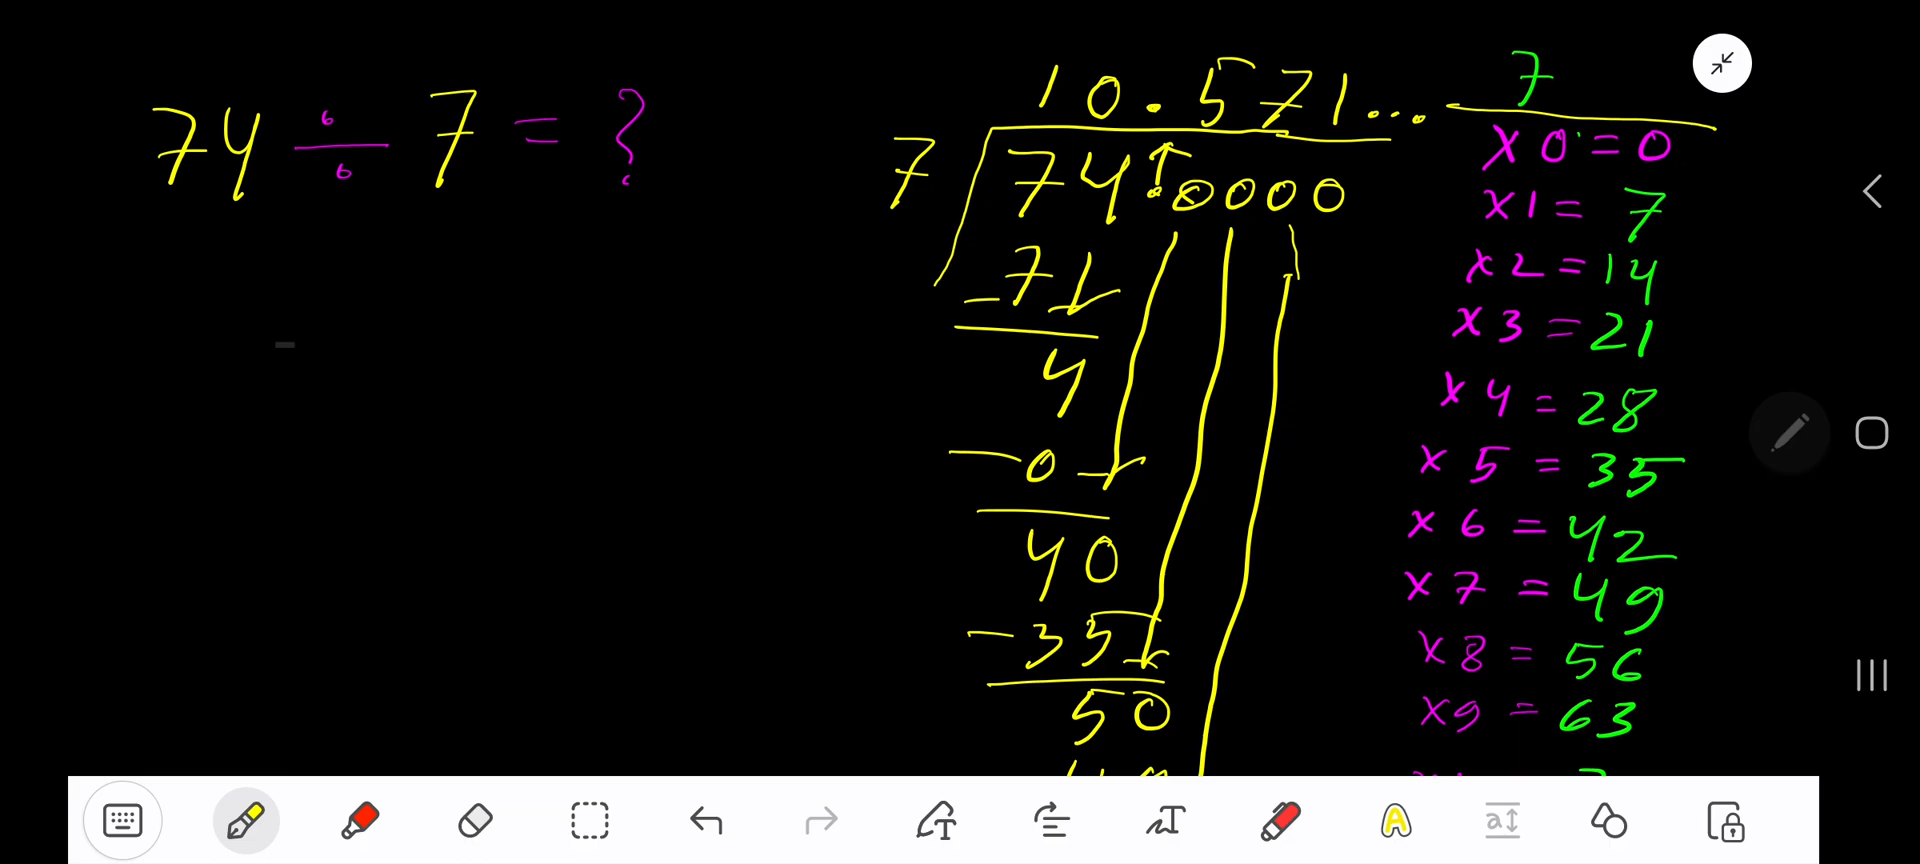 74 ÷ 7 = ?
10.571...
7
74.0000
-7
4
-0
40
-35
50
7
x0=0
x1=7
x2=14
x3=21
x4=28
x5=35
x6=42
x7=49
x8=56
x9=63